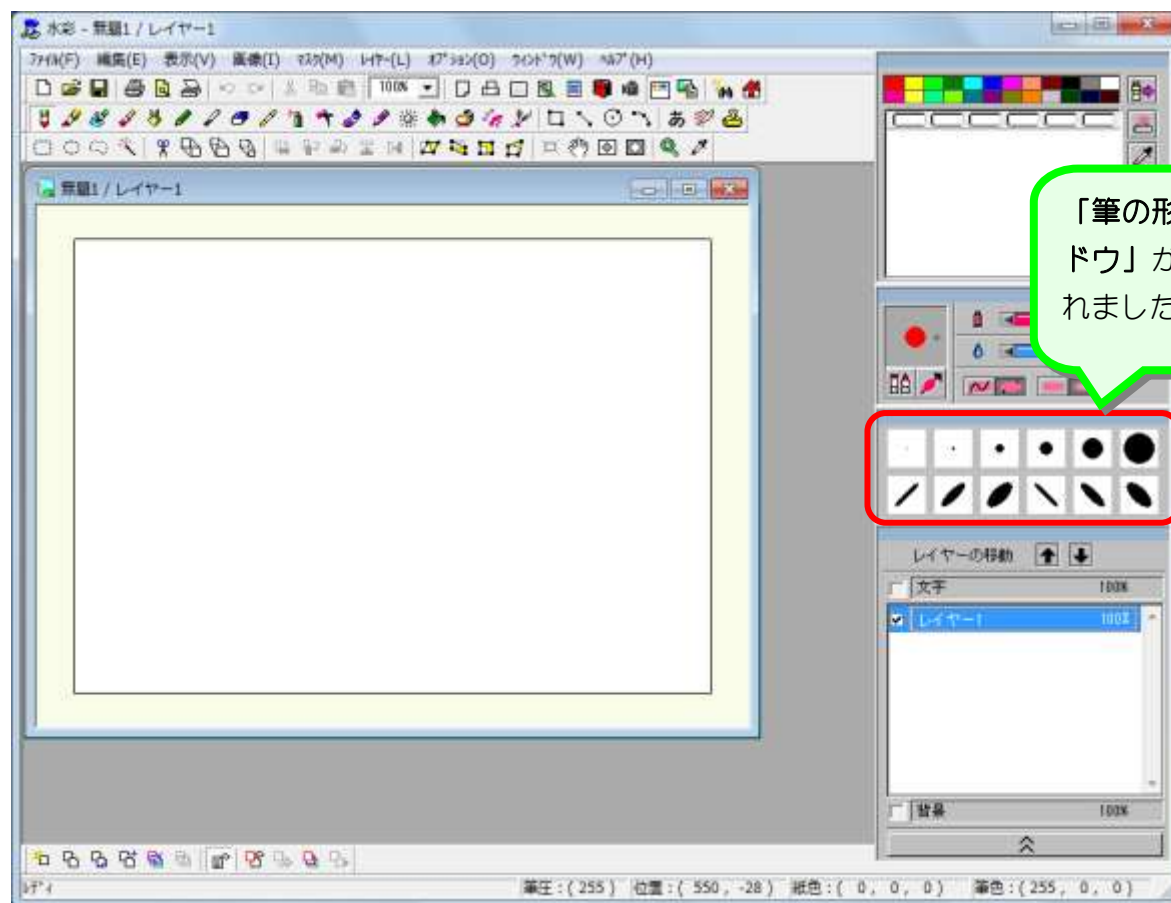 水彩 - 無題1 / レイヤー1
ﾌｧｲﾙ(F) 編集(E) 表示(V) 画像(I) ﾏｽｸ(M) ﾚｲﾔｰ(L) ｵﾌﾟｼｮﾝ(O) ｳｨﾝﾄﾞｳ(W) ﾍﾙﾌﾟ(H)
100%
あ
無題1 / レイヤー1
「筆の形
ドウ」か
れました
レイヤーの移動
文字 100%
レイヤー1 100%
背景 100%
ﾚﾃﾞｨ 筆圧:(255) 位置:( 550, -28) 紙色:( 0, 0, 0) 筆色:(255, 0, 0)